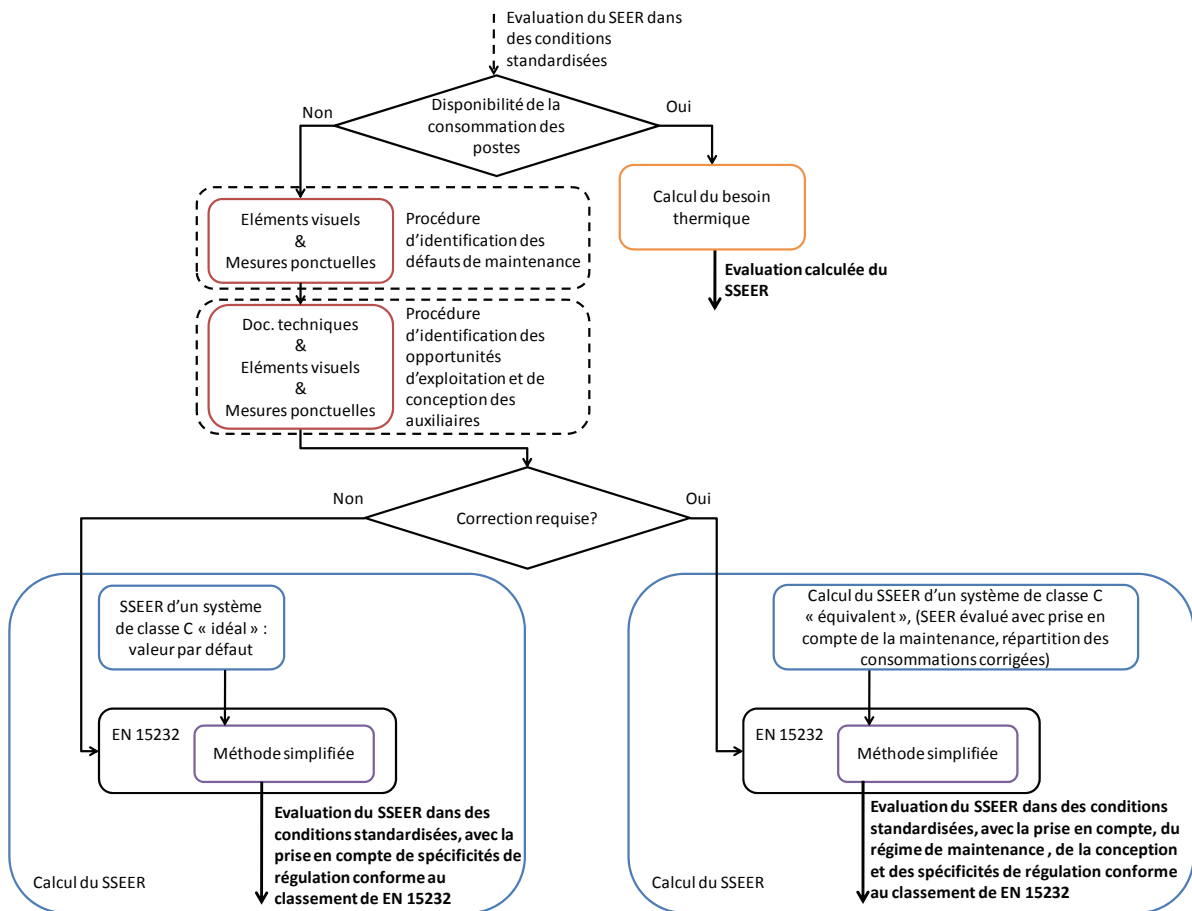 Evaluation du SEER dans
des conditions
standardisées
Non
Disponibilité de la
consommation des
postes
Oui
Eléments visuels
&
Mesures ponctuelles
Procédure
d'identification des
défauts de maintenance
Calcul du besoin
thermique
Evaluation calculée du
SSEER
Doc. techniques
&
Eléments visuels
&
Mesures ponctuelles
Procédure
d'identification des
opportunités
d'exploitation et de
conception des
auxiliaires
Non
Correction requise?
Oui
SSEER d'un système
de classe C « idéal » :
valeur par défaut
EN 15232
Méthode simplifiée
Evaluation du SSEER dans des
conditions standardisées, avec la
prise en compte de spécificités de
régulation conforme au
classement de EN 15232
Calcul du SSEER
Calcul du SSEER d'un système de classe C
« équivalent », (SEER évalué avec prise en
compte de la maintenance, répartition des
consommations corrigées)
EN 15232
Méthode simplifiée
Evaluation du SSEER dans des conditions
standardisées, avec la prise en compte, du
régime de maintenance , de la conception
et des spécificités de régulation conforme
au classement de EN 15232
Calcul du SSEER